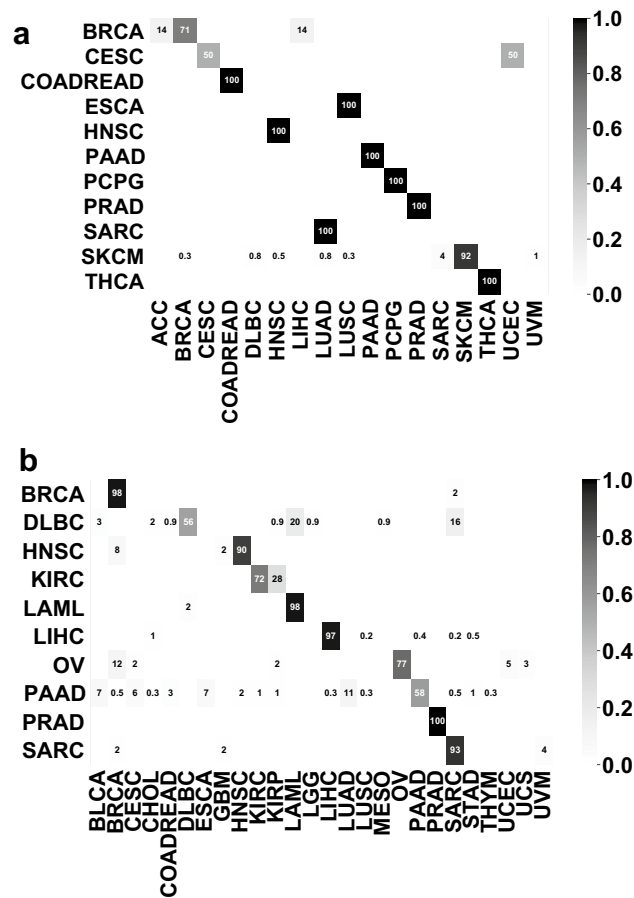 a
BRCA 14 71 14
CESC 50 50
COADREAD 100
ESCA 100
HNSC 100
PAAD 100
PCPG 100
PRAD 100
SARC 100
SKCM 0.3 0.8 0.5 0.8 0.3 4 92 1
THCA 100
ACC BRCA CESC COADREAD DLBC HNSC LIHC LUAD LUSC PAAD PCPG PRAD SARC SKCM THCA UCEC UVM
1.0
0.8
0.6
0.4
0.2
0.0
b
BRCA 98 2
DLBC 3 2 0.9 56 0.9 20 0.9 0.9 16
HNSC 8 2 90
KIRC 72 28
LAML 2 98
LIHC 1 97 0.2 0.4 0.2 0.5
OV 12 2 2 77 5 3
PAAD 7 0.5 6 0.3 3 7 2 1 1 0.3 11 0.3 58 0.5 1 0.3
PRAD 100
SARC 2 2 93 4
BLCA BRCA CESC CHOL COADREAD DLBC ESCA GBM HNSC KIRC KIRP LAML LGG LIHC LUAD LUSC MESO OV PAAD PRAD SARC STAD THYM UCEC UCS UVM
1.0
0.8
0.6
0.4
0.2
0.0